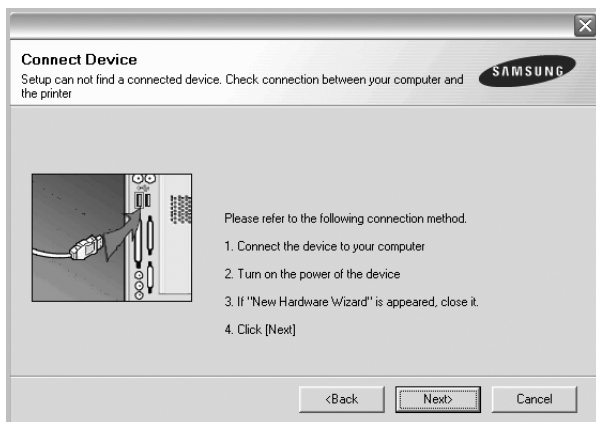 Connect Device
Setup can not find a connected device. Check connection between your computer and
the printer
SAMSUNG
Please refer to the following connection method.
1. Connect the device to your computer
2. Turn on the power of the device
3. If "New Hardware Wizard" is appeared, close it.
4. Click [Next]
<Back
Next>
Cancel